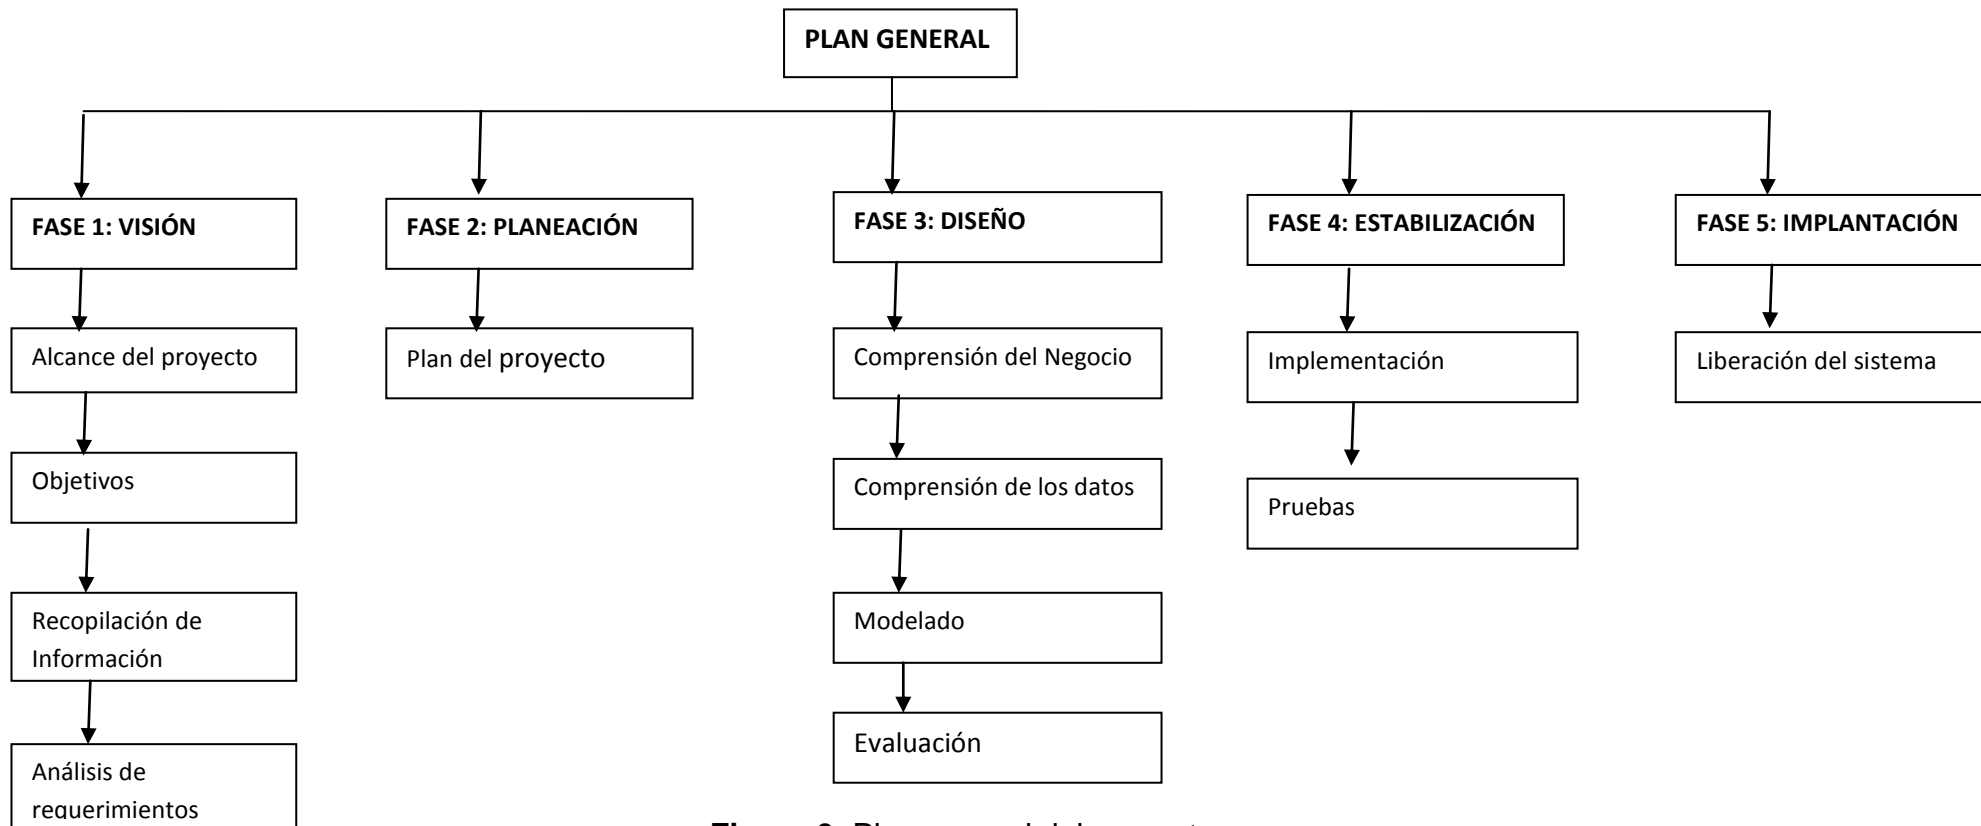 PLAN GENERAL
FASE 1: VISIÓN
Alcance del proyecto
Objetivos
Recopilación de
Información
Análisis de
requerimientos
FASE 2: PLANEACIÓN
Plan del proyecto
FASE 3: DISEÑO
Comprensión del Negocio
Comprensión de los datos
Modelado
Evaluación
FASE 4: ESTABILIZACIÓN
Implementación
Pruebas
FASE 5: IMPLANTACIÓN
Liberación del sistema